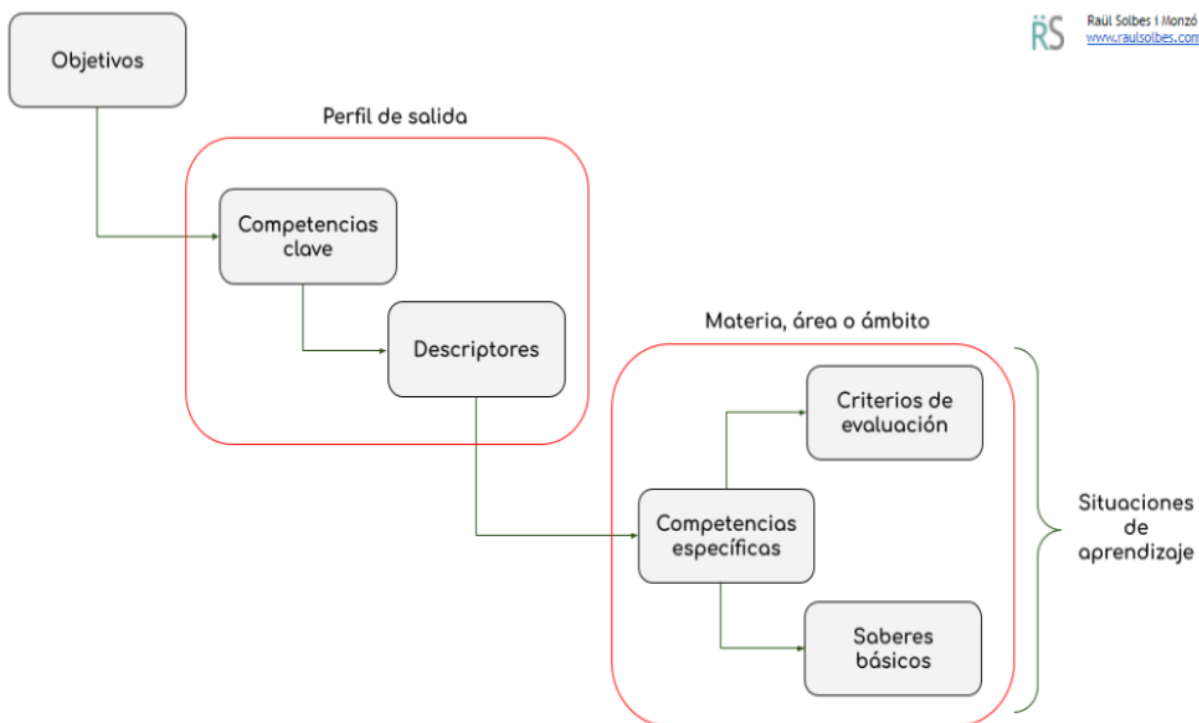 R̈S
Raül Solbes i Monzó
www.raulsolbes.com
Objetivos
Perfil de salida
Competencias
clave
Descriptores
Materia, área o ámbito
Criterios de
evaluación
Competencias
específicas
Situaciones
de
aprendizaje
Saberes
básicos